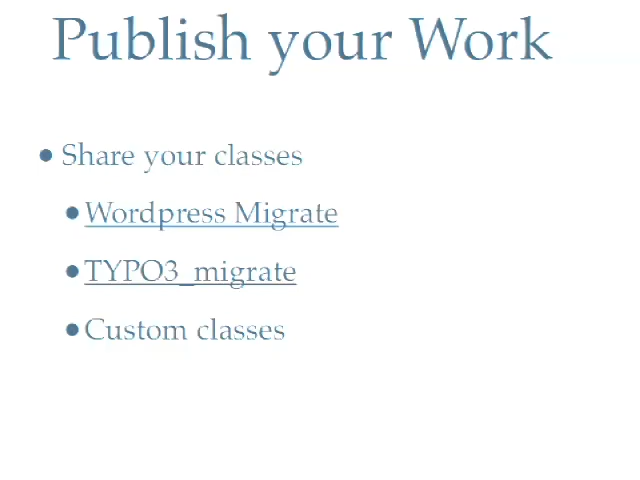 Publish your Work
• Share your classes
• Wordpress Migrate
• TYPO3_migrate
• Custom classes